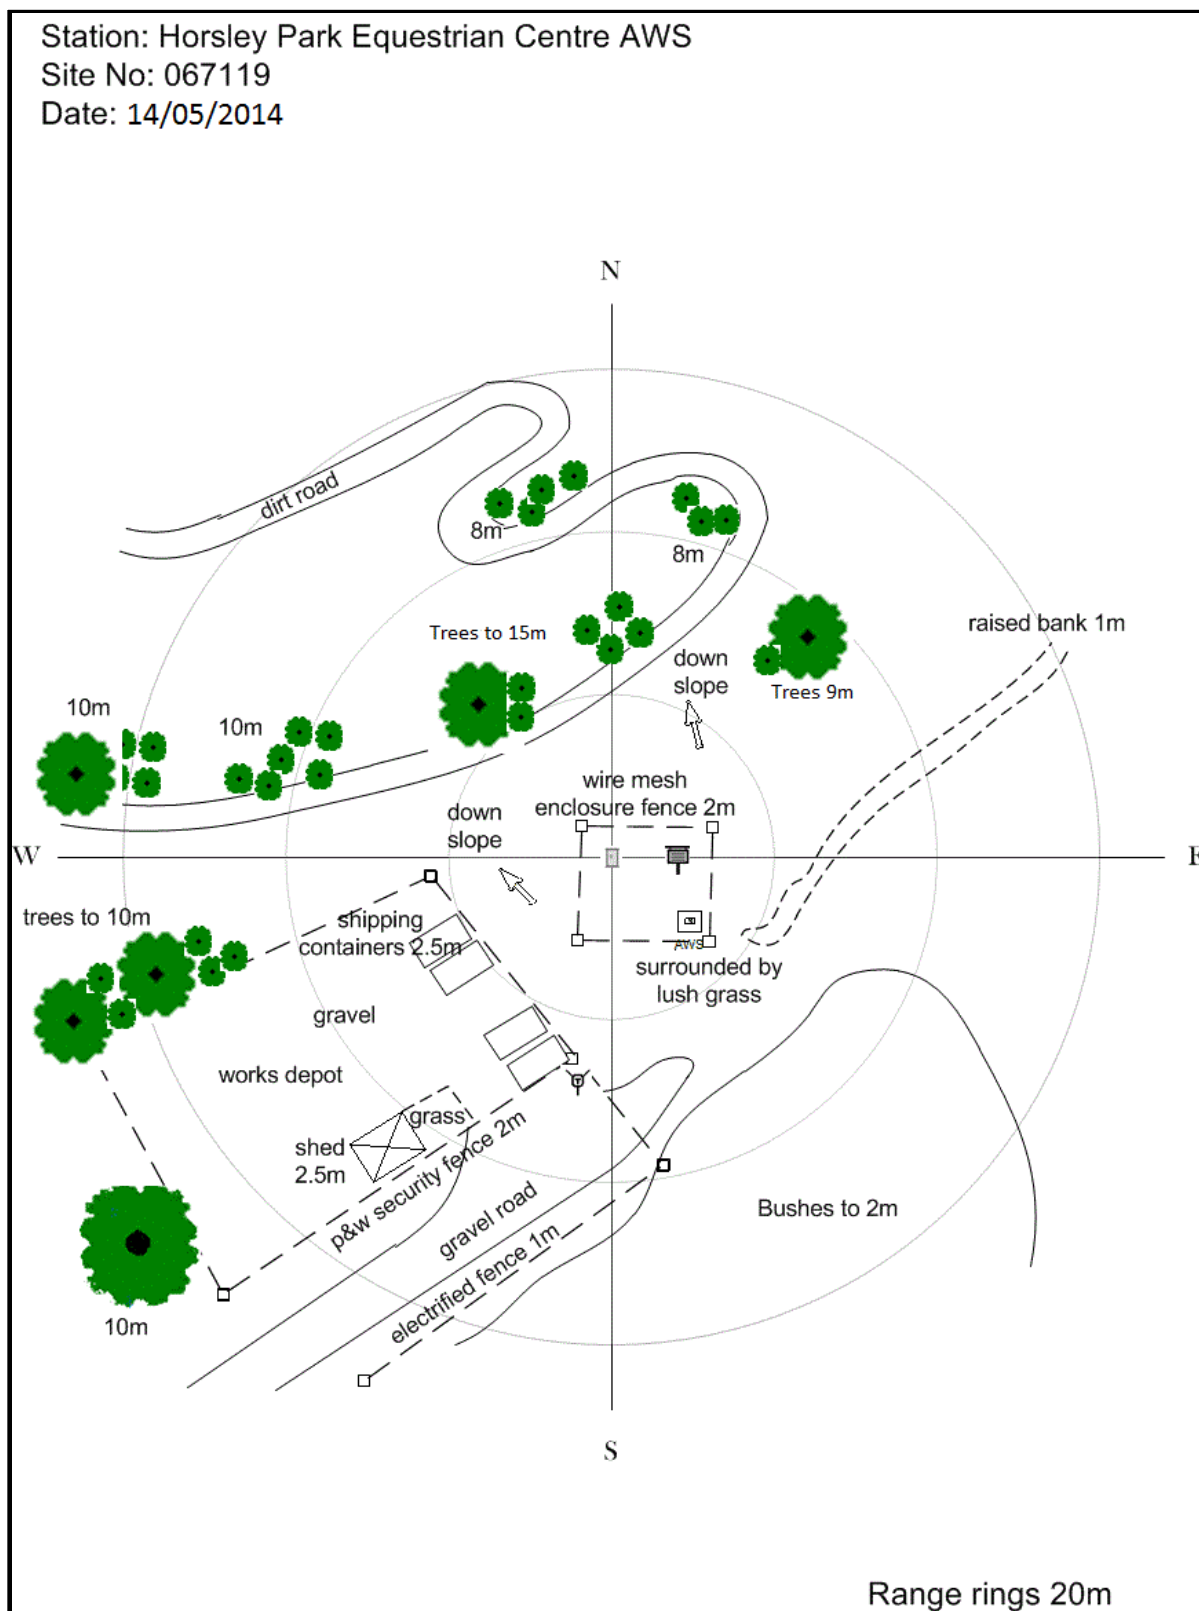 Station: Horsley Park Equestrian Centre AWS
Site No: 067119
Date: 14/05/2014
N
dirt road
8m
8m
Trees to 15m
raised bank 1m
down
slope
Trees 9m
10m
10m
wire mesh
enclosure fence 2m
down
slope
W
E
trees to 10m
shipping
containers 2.5m
AWS
surrounded by
lush grass
gravel
works depot
grass
shed
2.5m
p&w security fence 2m
gravel road
electrified fence 1m
Bushes to 2m
10m
S
Range rings 20m